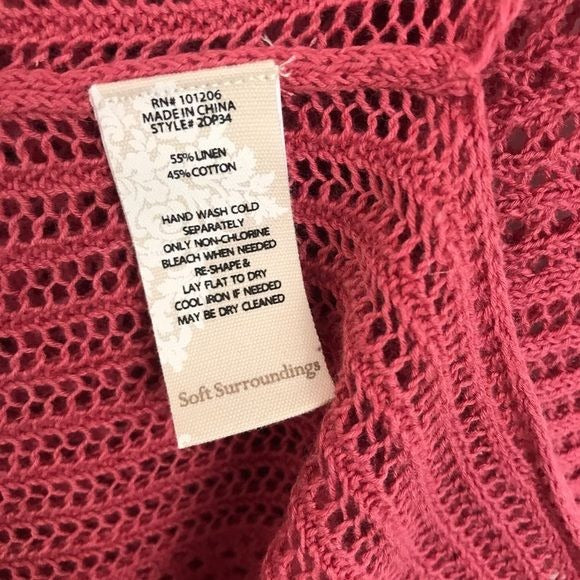 RN# 101206
MADE IN CHINA
STYLE# 2DP34
55% LINEN
45% COTTON
HAND WASH COLD
SEPARATELY
ONLY NON-CHLORINE
BLEACH WHEN NEEDED
RE-SHAPE &
LAY FLAT TO DRY
COOL IRON IF NEEDED
MAY BE DRY CLEANED
Soft Surroundings